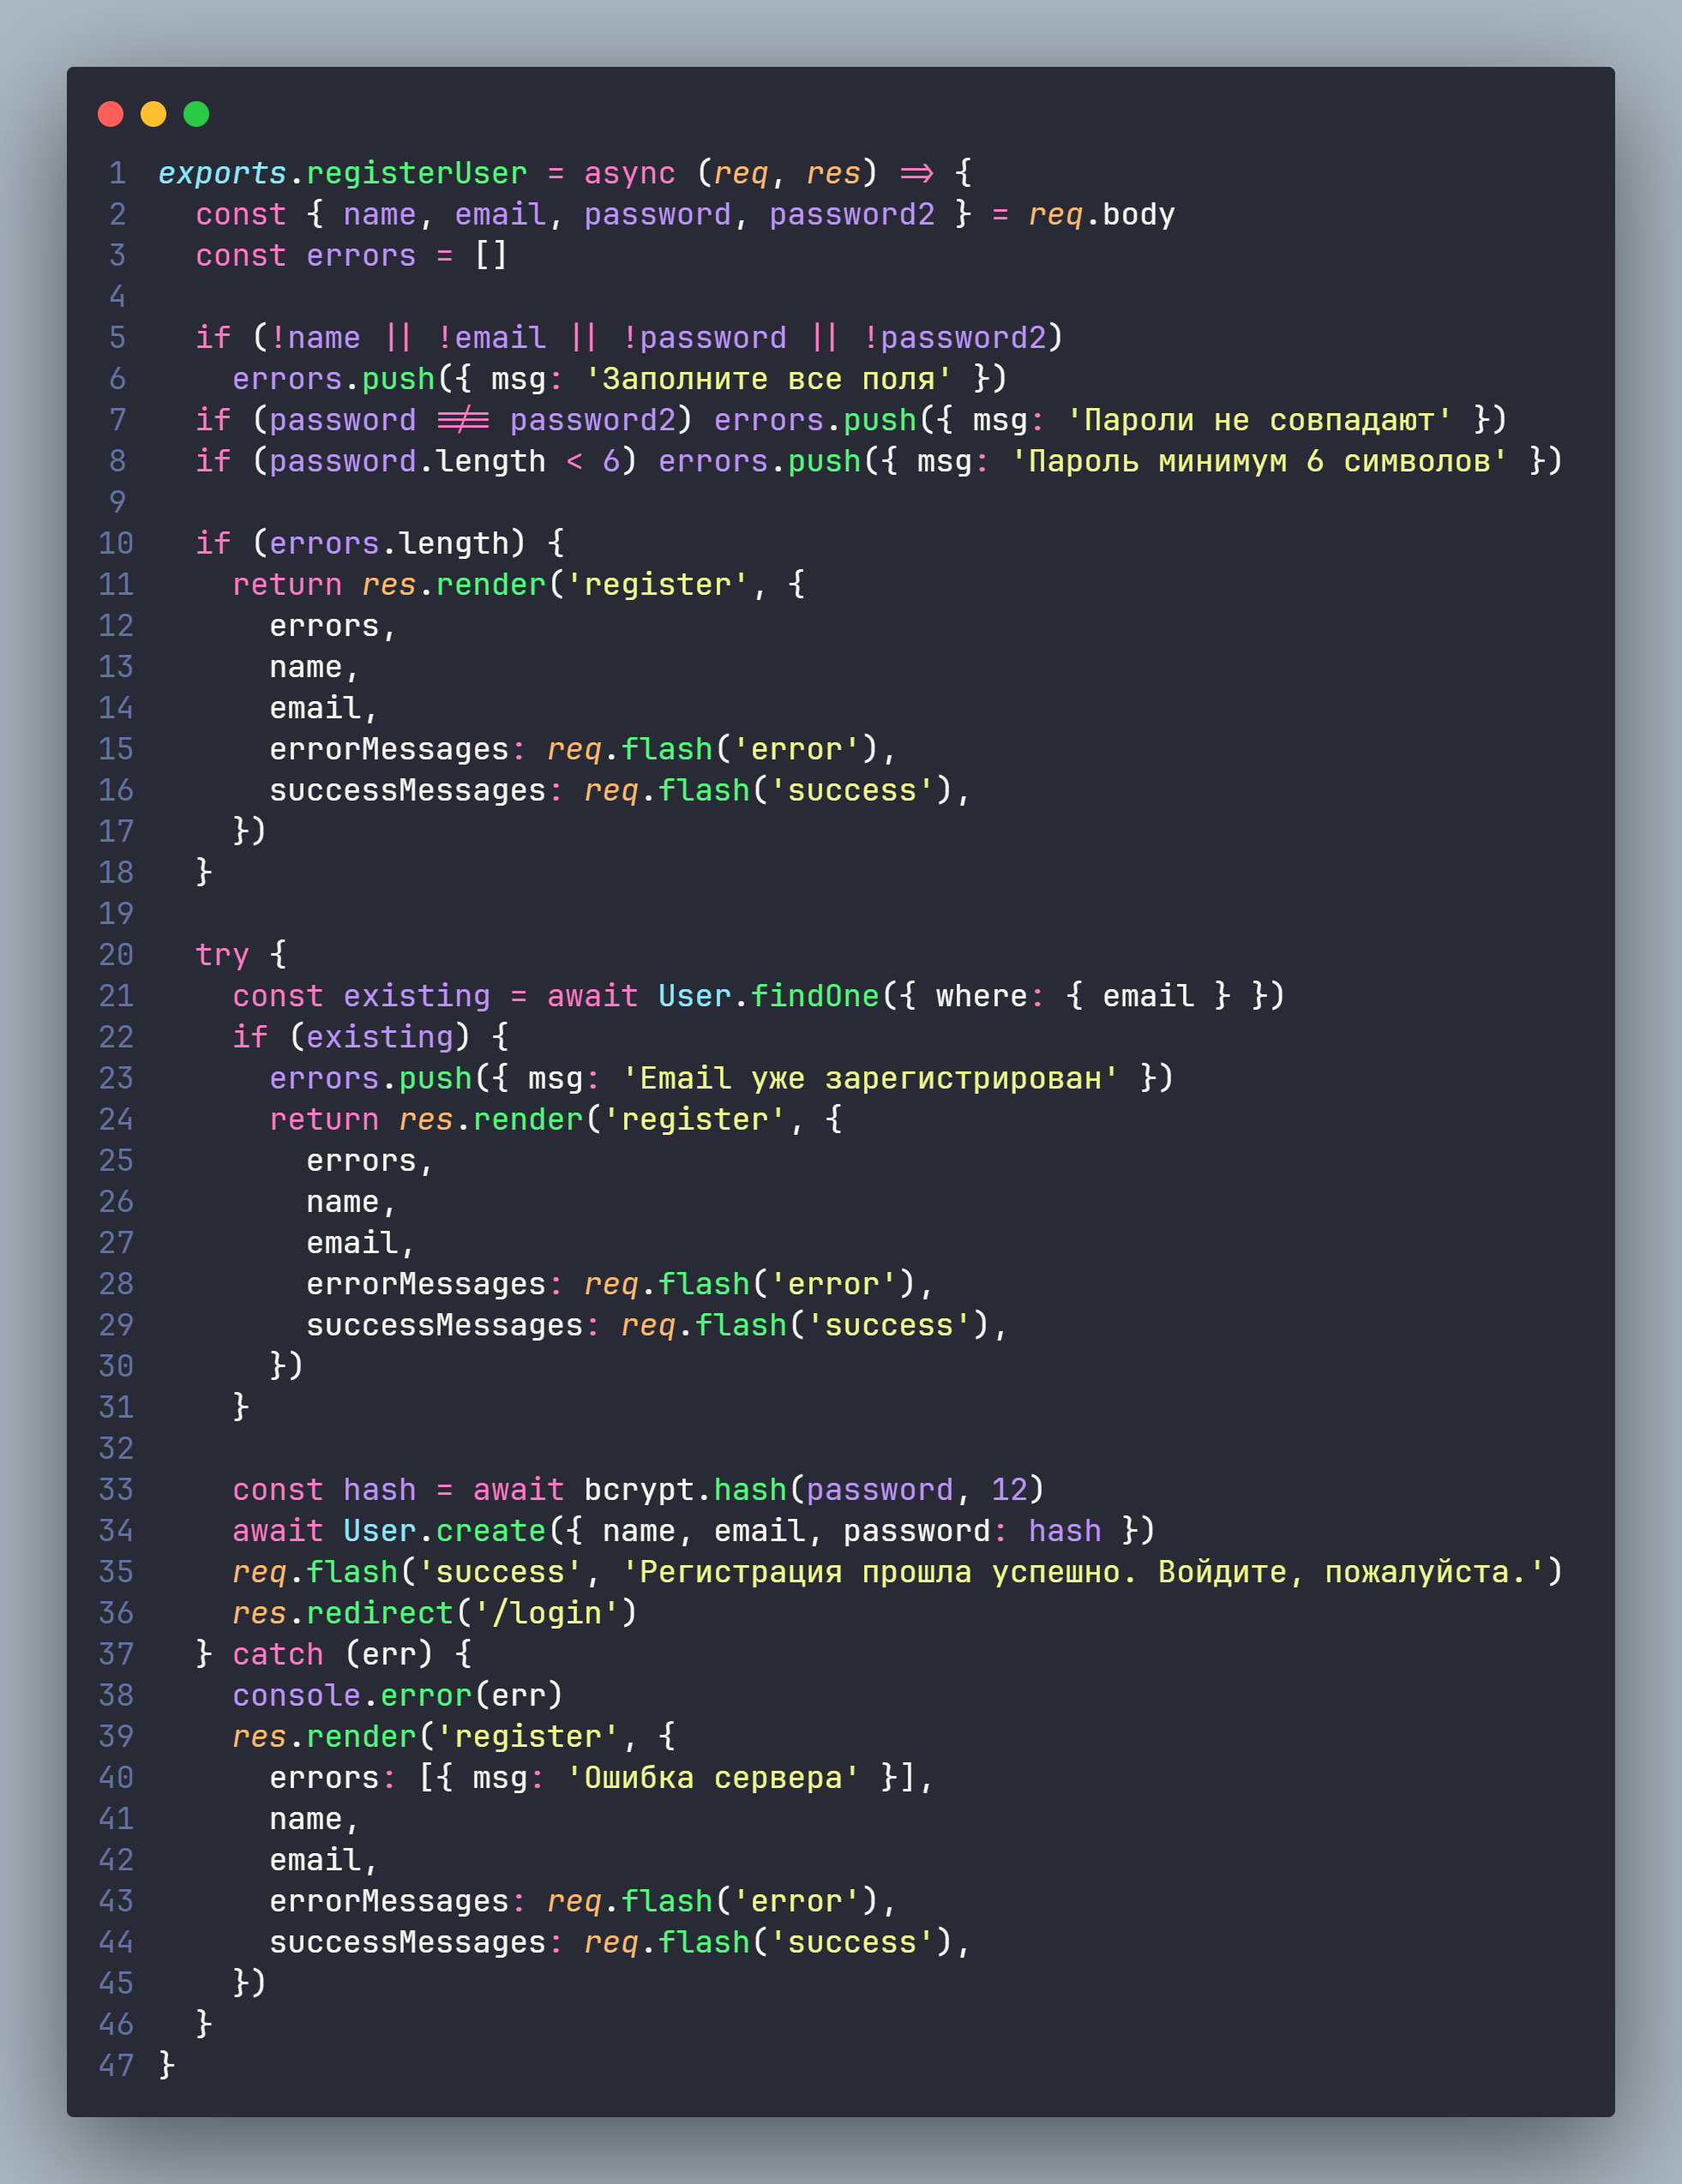 1 exports.registerUser = async (req, res) => {
2   const { name, email, password, password2 } = req.body
3   const errors = []
4
5   if (!name || !email || !password || !password2)
6     errors.push({ msg: 'Заполните все поля' })
7   if (password !== password2) errors.push({ msg: 'Пароли не совпадают' })
8   if (password.length < 6) errors.push({ msg: 'Пароль минимум 6 символов' })
9
10   if (errors.length) {
11     return res.render('register', {
12       errors,
13       name,
14       email,
15       errorMessages: req.flash('error'),
16       successMessages: req.flash('success'),
17     })
18   }
19
20   try {
21     const existing = await User.findOne({ where: { email } })
22     if (existing) {
23       errors.push({ msg: 'Email уже зарегистрирован' })
24       return res.render('register', {
25         errors,
26         name,
27         email,
28         errorMessages: req.flash('error'),
29         successMessages: req.flash('success'),
30       })
31     }
32
33     const hash = await bcrypt.hash(password, 12)
34     await User.create({ name, email, password: hash })
35     req.flash('success', 'Регистрация прошла успешно. Войдите, пожалуйста.')
36     res.redirect('/login')
37   } catch (err) {
38     console.error(err)
39     res.render('register', {
40       errors: [{ msg: 'Ошибка сервера' }],
41       name,
42       email,
43       errorMessages: req.flash('error'),
44       successMessages: req.flash('success'),
45     })
46   }
47 }